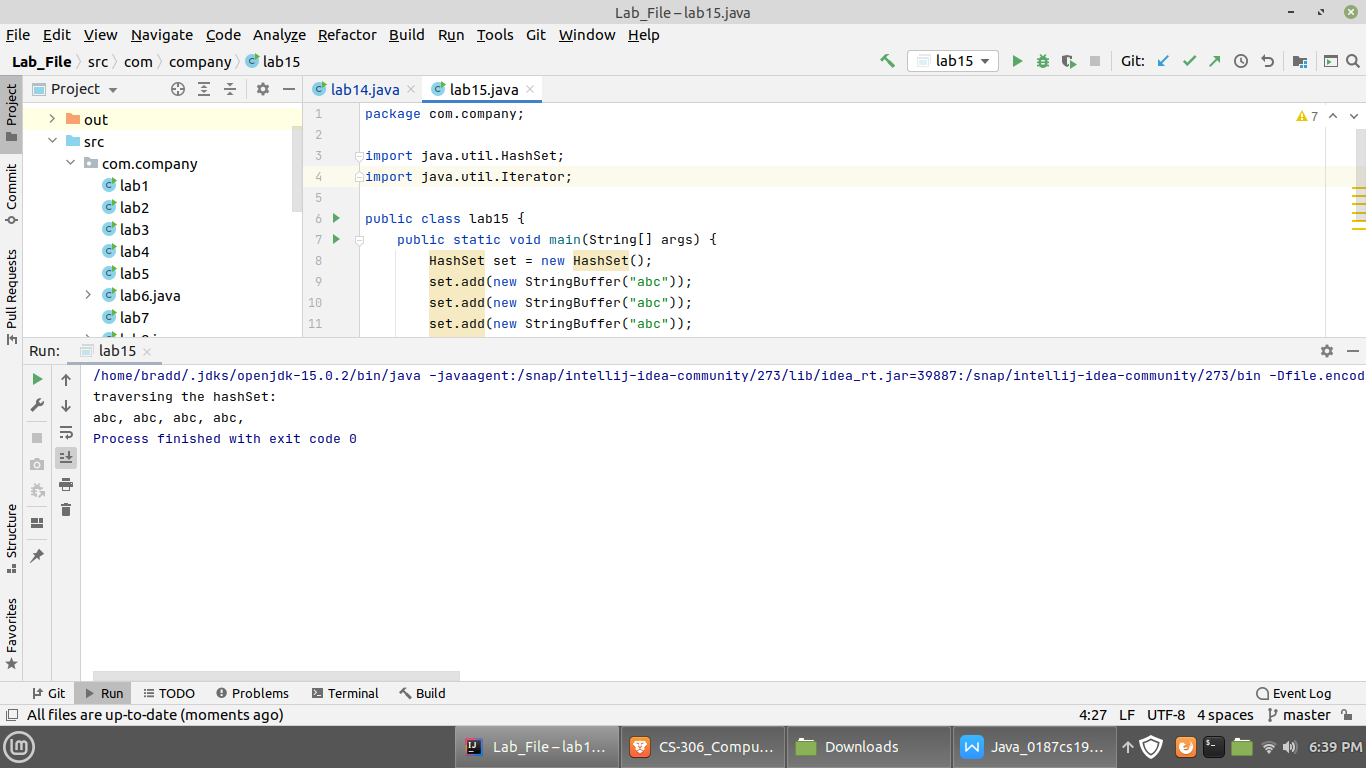 Lab_File – lab15.java
File Edit View Navigate Code Analyze Refactor Build Run Tools Git Window Help
Lab_File src com company lab15 lab15 Git:
Project lab14.java lab15.java
Project
Commit
Pull Requests
Structure
Favorites
out
src
com.company
lab1
lab2
lab3
lab4
lab5
lab6.java
lab7
1 package com.company;
2
3 import java.util.HashSet;
4 import java.util.Iterator;
5
6 public class lab15 {
7 public static void main(String[] args) {
8 HashSet set = new HashSet();
9 set.add(new StringBuffer("abc"));
10 set.add(new StringBuffer("abc"));
11 set.add(new StringBuffer("abc"));
7
Run: lab15
/home/bradd/.jdks/openjdk-15.0.2/bin/java -javaagent:/snap/intellij-idea-community/273/lib/idea_rt.jar=39887:/snap/intellij-idea-community/273/bin -Dfile.encod
traversing the hashSet:
abc, abc, abc, abc,
Process finished with exit code 0
Git Run TODO Problems Terminal Build Event Log
All files are up-to-date (moments ago) 4:27 LF UTF-8 4 spaces master
Lab_File – lab1... CS-306_Compu... Downloads Java_0187cs19... 6:39 PM